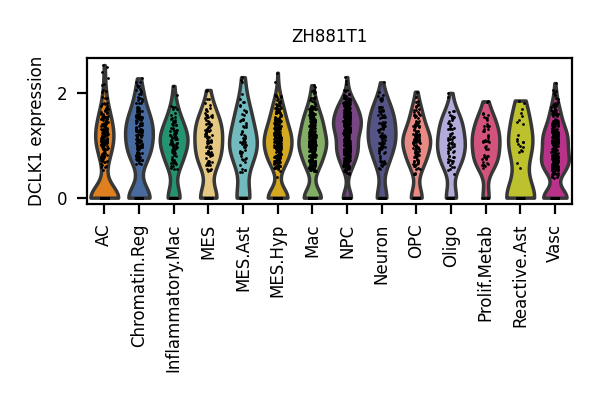 ZH881T1
DCLK1 expression
2
0
AC
Chromatin.Reg
Inflammatory.Mac
MES
MES.Ast
MES.Hyp
Mac
NPC
Neuron
OPC
Oligo
Prolif.Metab
Reactive.Ast
Vasc